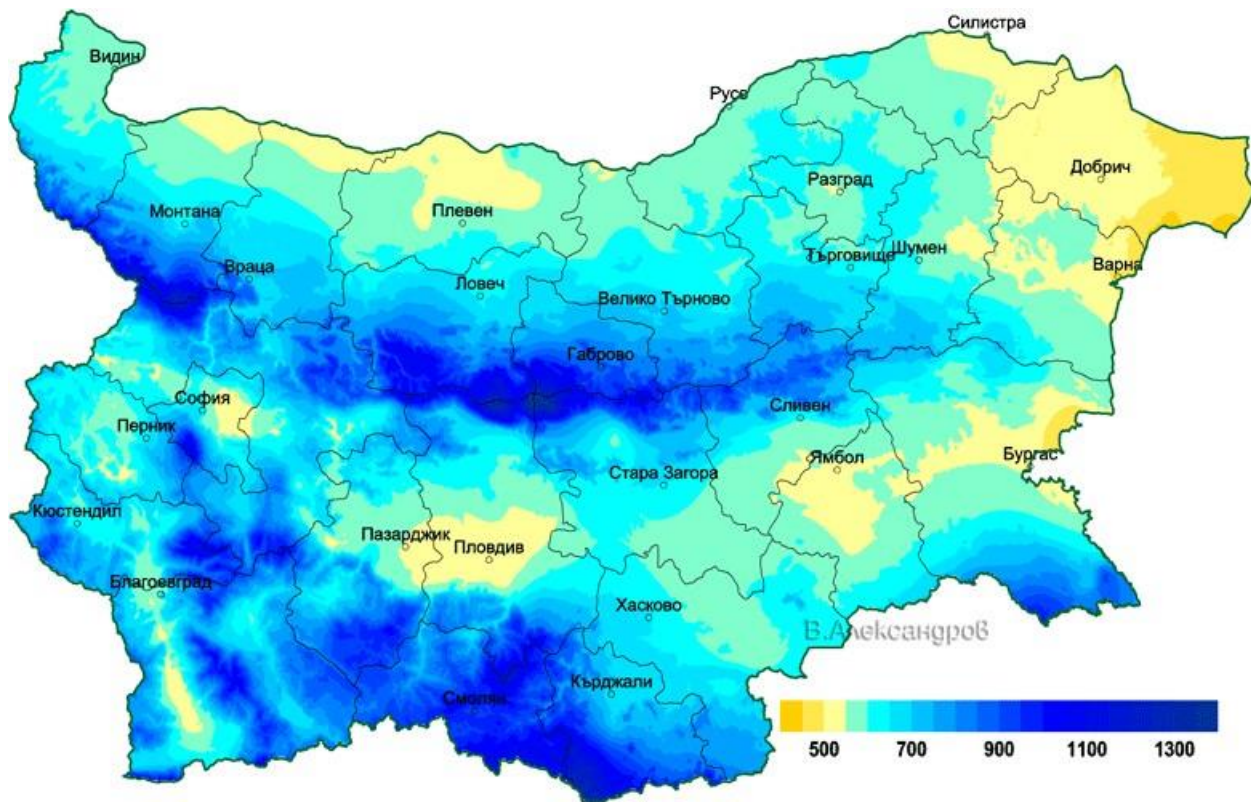 Силистра
Видин
Русе
Добрич
Разград
Монтана
Плевен
Шумен
Търговище
Варна
Враца
Ловеч
Велико Търново
Габрово
София
Сливен
Перник
Бургас
Ямбол
Стара Загора
Кюстендил
Пазарджик
Пловдив
Благоевград
Хасково
В.Александров
Кърджали
Смолян
500 700 900 1100 1300